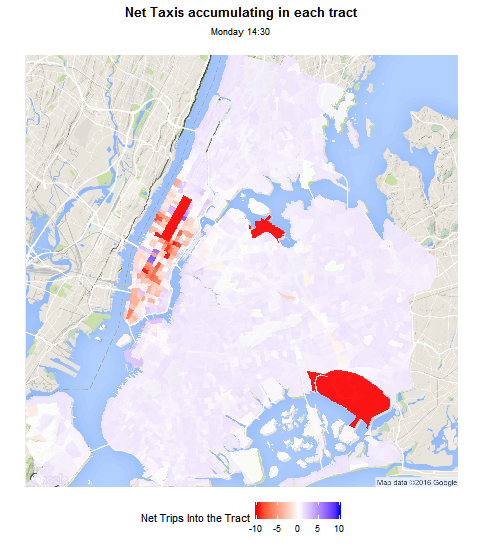 Net Taxis accumulating in each tract
Monday 14:30
Map data ©2016 Google
Net Trips Into the Tract
-10 -5 0 5 10